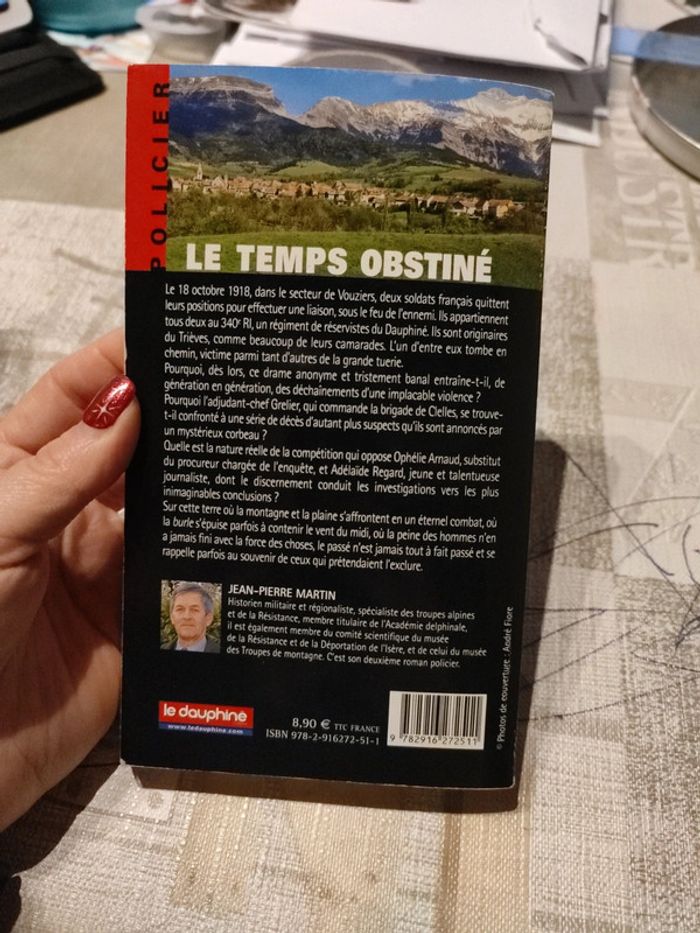 POLICIER
LE TEMPS OBSTINÉ
Le 18 octobre 1918, dans le secteur de Vouziers, deux soldats français quittent
leurs positions pour effectuer une liaison, sous le feu de l'ennemi. Ils appartiennent
tous deux au 340e RI, un régiment de réservistes du Dauphiné. Ils sont originaires
du Trièves, comme beaucoup de leurs camarades. L'un d'entre eux tombe en
chemin, victime parmi tant d'autres de la grande tuerie.
Pourquoi, dès lors, ce drame anonyme et tristement banal entraîne-t-il, de
génération en génération, des déchaînements d'une implacable violence ?
Pourquoi l'adjudant-chef Grelier, qui commande la brigade de Clelles, se trouve-
t-il confronté à une série de décès d'autant plus suspects qu'ils sont annoncés par
un mystérieux corbeau ?
Quelle est la nature réelle de la compétition qui oppose Ophélie Arnaud, substitut
du procureur chargée de l'enquête, et Adélaïde Regard, jeune et talentueuse
journaliste, dont le discernement conduit les investigations vers les plus
inimaginables conclusions ?
Sur cette terre où la montagne et la plaine s'affrontent en un éternel combat, où
la burle s'épuise parfois à contenir le vent du midi, où la peine des hommes n'en
a jamais fini avec la force des choses, le passé n'est jamais tout à fait passé et se
rappelle parfois au souvenir de ceux qui prétendaient l'exclure.
JEAN-PIERRE MARTIN
Historien militaire et régionaliste, spécialiste des troupes alpines
et de la Résistance, membre titulaire de l'Académie delphinale,
il est également membre du comité scientifique du musée
de la Résistance et de la Déportation de l'Isère, et de celui du musée
des Troupes de montagne. C'est son deuxième roman policier.
le dauphiné
www.ledauphine.com
8,90 € TTC FRANCE
ISBN 978-2-916272-51-1
9 782916 272511
© Photos de couverture : André Fiore